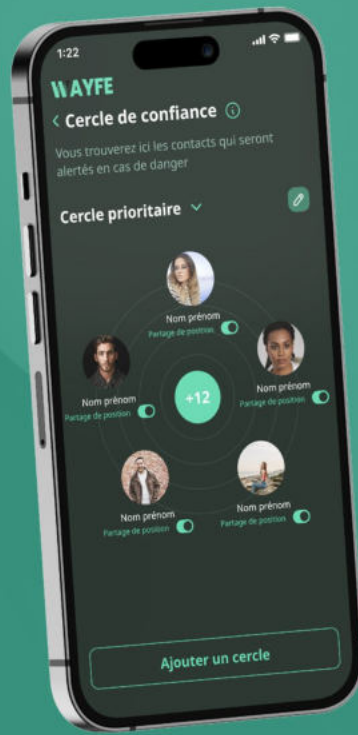 1:22
WAYFE
Cercle de confiance
Vous trouverez ici les contacts qui seront
alertés en cas de danger
Cercle prioritaire
Nom prénom
Partage de position
Nom prénom
Partage de position
+12
Nom prénom
Partage de position
Nom prénom
Partage de position
Nom prénom
Partage de position
Ajouter un cercle